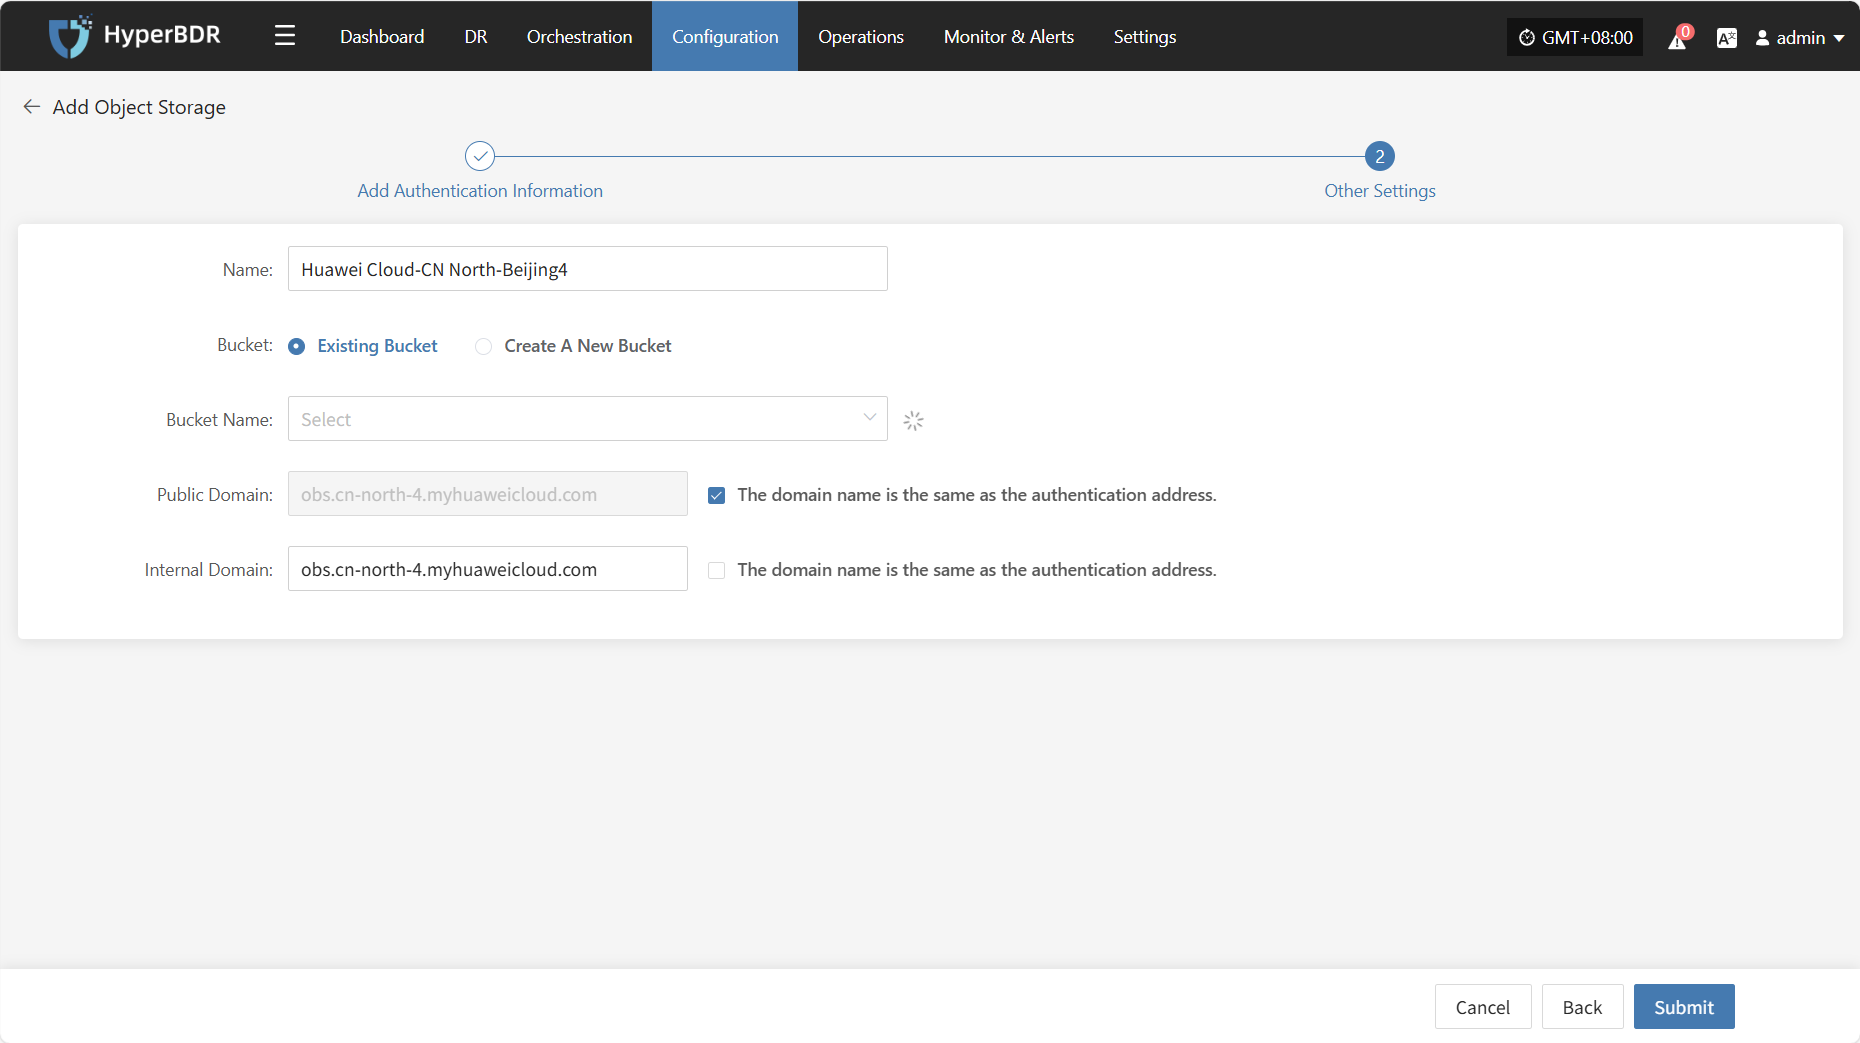 HyperBDR
Dashboard
DR
Orchestration
Configuration
Operations
Monitor & Alerts
Settings
GMT+08:00
0
A文
admin
Add Object Storage
2
Add Authentication Information
Other Settings
Name:
Huawei Cloud-CN North-Beijing4
Bucket:
Existing Bucket
Create A New Bucket
Bucket Name:
Select
Public Domain:
obs.cn-north-4.myhuaweicloud.com
The domain name is the same as the authentication address.
Internal Domain:
obs.cn-north-4.myhuaweicloud.com
The domain name is the same as the authentication address.
Cancel
Back
Submit